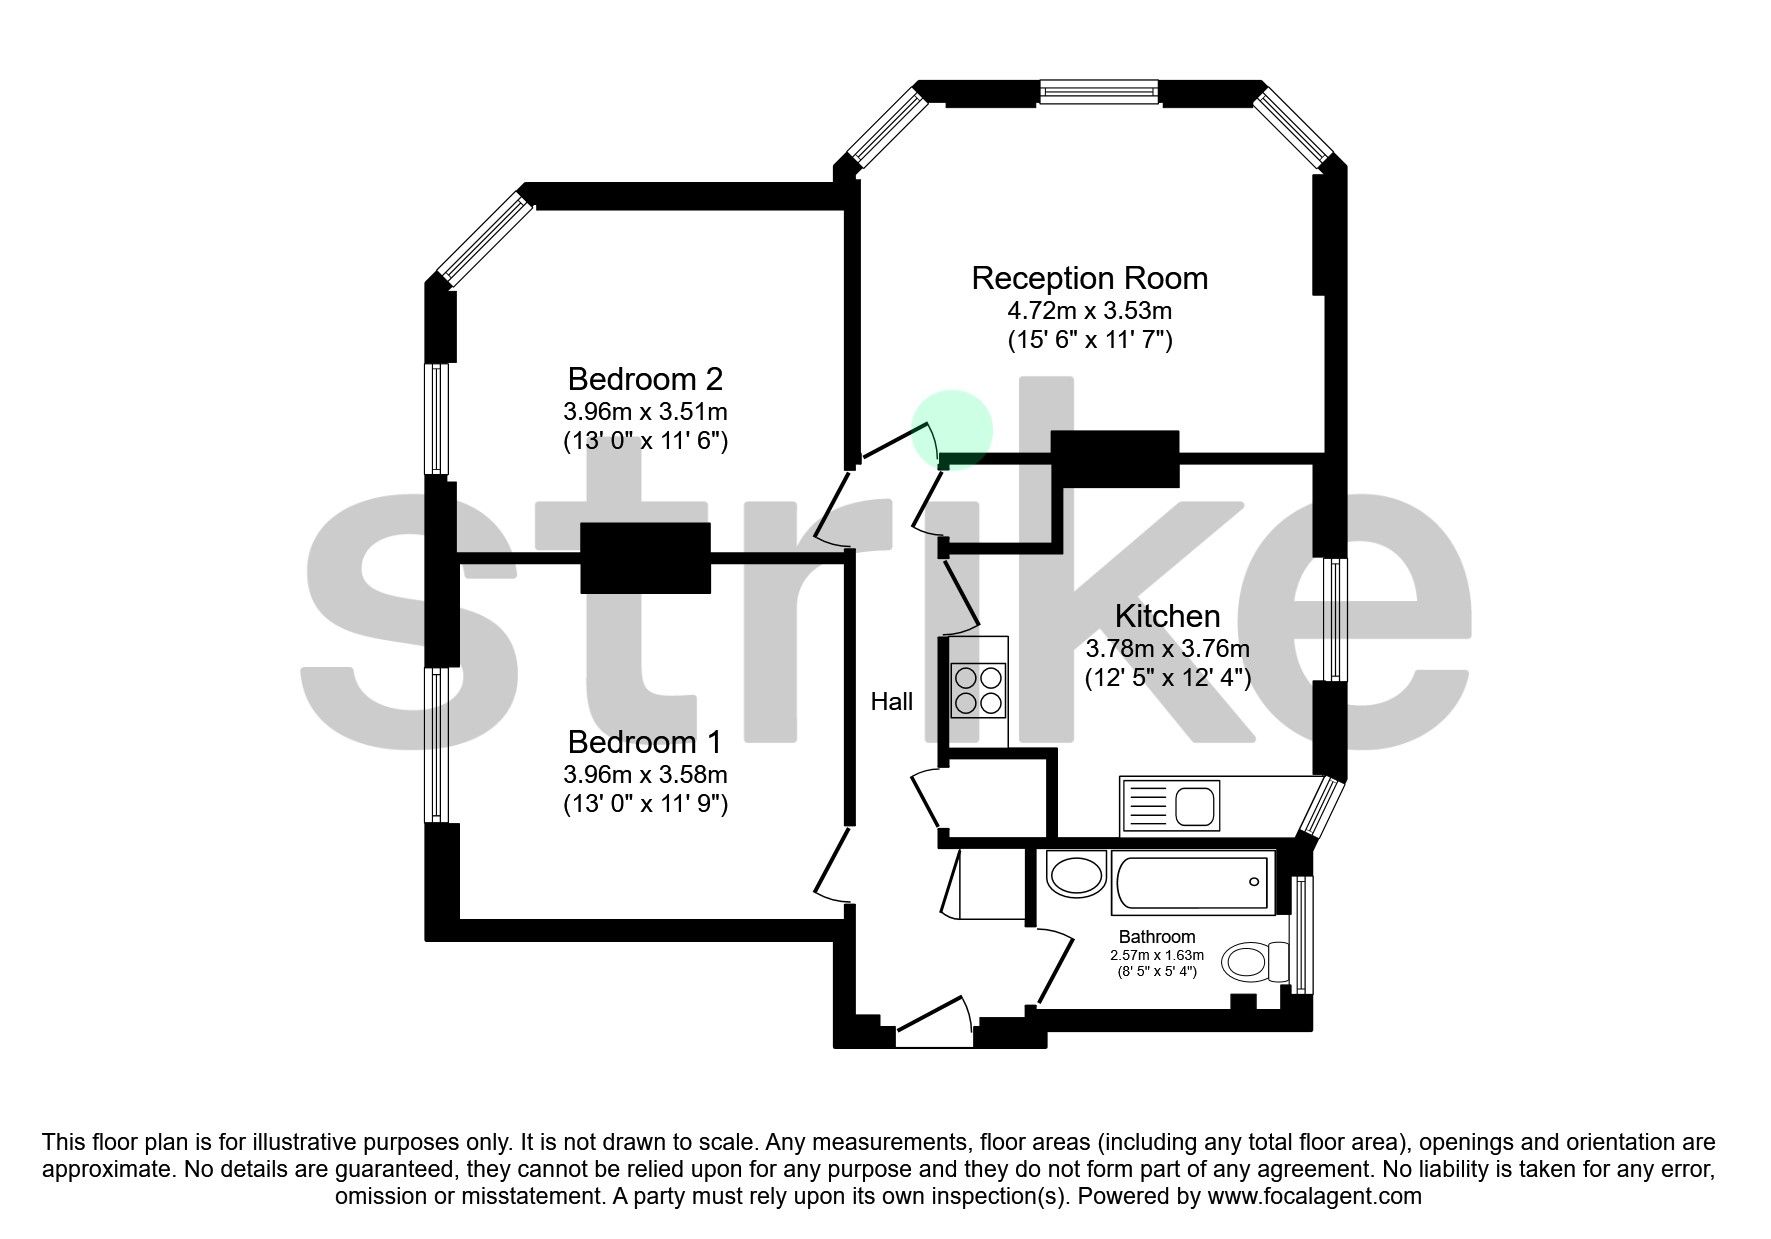 Reception Room
4.72m x 3.53m
(15' 6" x 11' 7")
Bedroom 2
3.96m x 3.51m
(13' 0" x 11' 6")
strike
Kitchen
3.78m x 3.76m
(12' 5" x 12' 4")
Hall
Bedroom 1
3.96m x 3.58m
(13' 0" x 11' 9")
Bathroom
2.57m x 1.63m
(8' 5" x 5' 4")
This floor plan is for illustrative purposes only. It is not drawn to scale. Any measurements, floor areas (including any total floor area), openings and orientation are
approximate. No details are guaranteed, they cannot be relied upon for any purpose and they do not form part of any agreement. No liability is taken for any error,
omission or misstatement. A party must rely upon its own inspection(s). Powered by www.focalagent.com